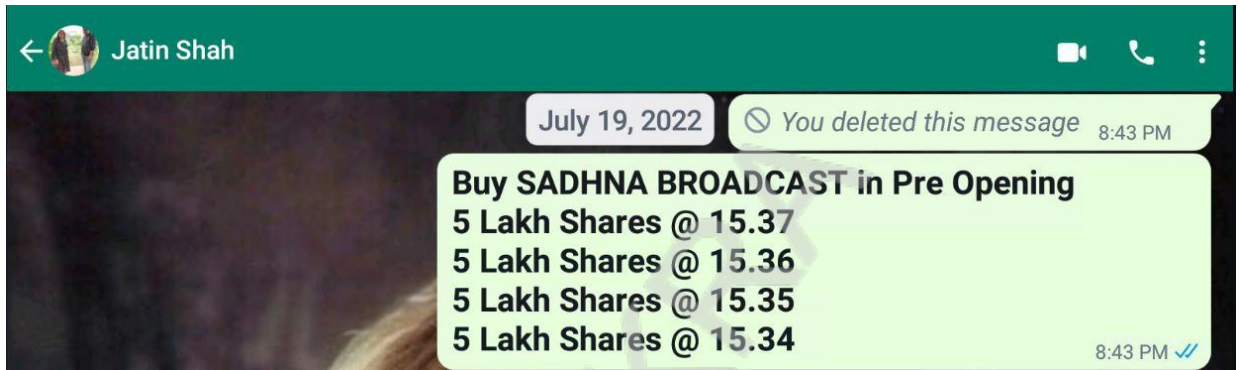 Jatin Shah
July 19, 2022
You deleted this message 8:43 PM
Buy SADHNA BROADCAST in Pre Opening
5 Lakh Shares @ 15.37
5 Lakh Shares @ 15.36
5 Lakh Shares @ 15.35
5 Lakh Shares @ 15.34
8:43 PM